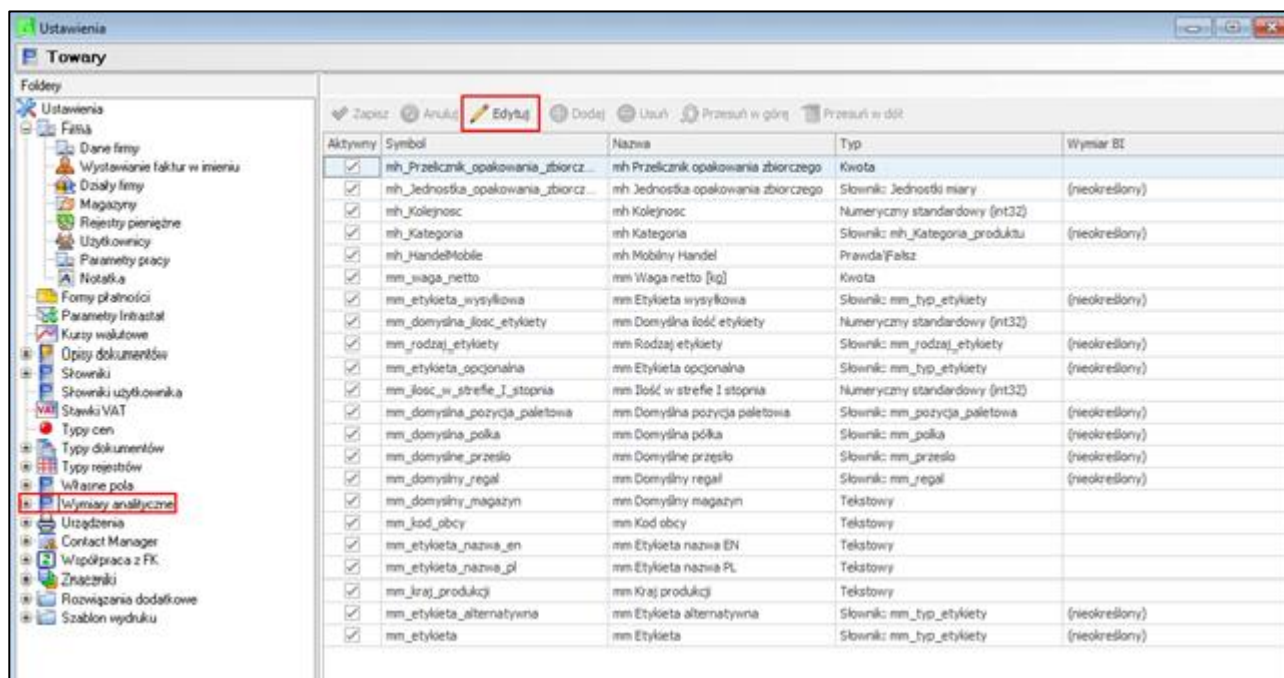 Ustawienia
Towary
Foldery
Ustawienia
Firma
Dane firmy
Wystawianie faktur w imieniu
Działy firmy
Magazyny
Rejestry pieniężne
Użytkownicy
Parametry pracy
Notatka
Formy płatności
Parametry Intrastat
Kursy walutowe
Opisy dokumentów
Słowniki
Słowniki użytkownika
VAT Stawki VAT
Typy cen
Typy dokumentów
Typy rejestrów
Własne pola
Wymiary analityczne
Urządzenia
Contact Manager
Współpraca z FK
Znaczniki
Rozwiązania dodatkowe
Szablon wydruku
Zapisz Anuluj Edytuj Dodaj Usuń Przesuń w górę Przesuń w dół
Aktywny Symbol Nazwa Typ Wymiar BI
mh_Przelicznik_opakowania_zbiorcz... mh Przelicznik opakowania zbiorczego Kwota
mh_Jednostka_opakowania_zbiorcz... mh Jednostka opakowania zbiorczego Słownik: Jednostki miary (nieokreślony)
mh_Kolejnosc mh Kolejnosc Numeryczny standardowy (int32)
mh_Kategoria mh Kategoria Słownik: mh_Kategoria_produktu (nieokreślony)
mh_HandelMobile mh Mobilny Handel Prawda\Fałsz
mm_waga_netto mm Waga netto [kg] Kwota
mm_etykieta_wysyłkowa mm Etykieta wysyłkowa Słownik: mm_typ_etykiety (nieokreślony)
mm_domyslna_ilosc_etykiety mm Domyślna ilość etykiety Numeryczny standardowy (int32)
mm_rodzaj_etykiety mm Rodzaj etykiety Słownik: mm_rodzaj_etykiety (nieokreślony)
mm_etykieta_opcjonalna mm Etykieta opcjonalna Słownik: mm_typ_etykiety (nieokreślony)
mm_ilosc_w_strefie_I_stopnia mm Ilość w strefie I stopnia Numeryczny standardowy (int32)
mm_domyslna_pozycja_paletowa mm Domyślna pozycja paletowa Słownik: mm_pozycja_paletowa (nieokreślony)
mm_domyslna_polka mm Domyślna półka Słownik: mm_polka (nieokreślony)
mm_domyslne_przeslo mm Domyślne przęsło Słownik: mm_przeslo (nieokreślony)
mm_domyslny_regal mm Domyślny regał Słownik: mm_regal (nieokreślony)
mm_domyslny_magazyn mm Domyślny magazyn Tekstowy
mm_kod_obcy mm Kod obcy Tekstowy
mm_etykieta_nazwa_en mm Etykieta nazwa EN Tekstowy
mm_etykieta_nazwa_pl mm Etykieta nazwa PL Tekstowy
mm_kraj_produkcji mm Kraj produkcji Tekstowy
mm_etykieta_alternatywna mm Etykieta alternatywna Słownik: mm_typ_etykiety (nieokreślony)
mm_etykieta mm Etykieta Słownik: mm_typ_etykiety (nieokreślony)